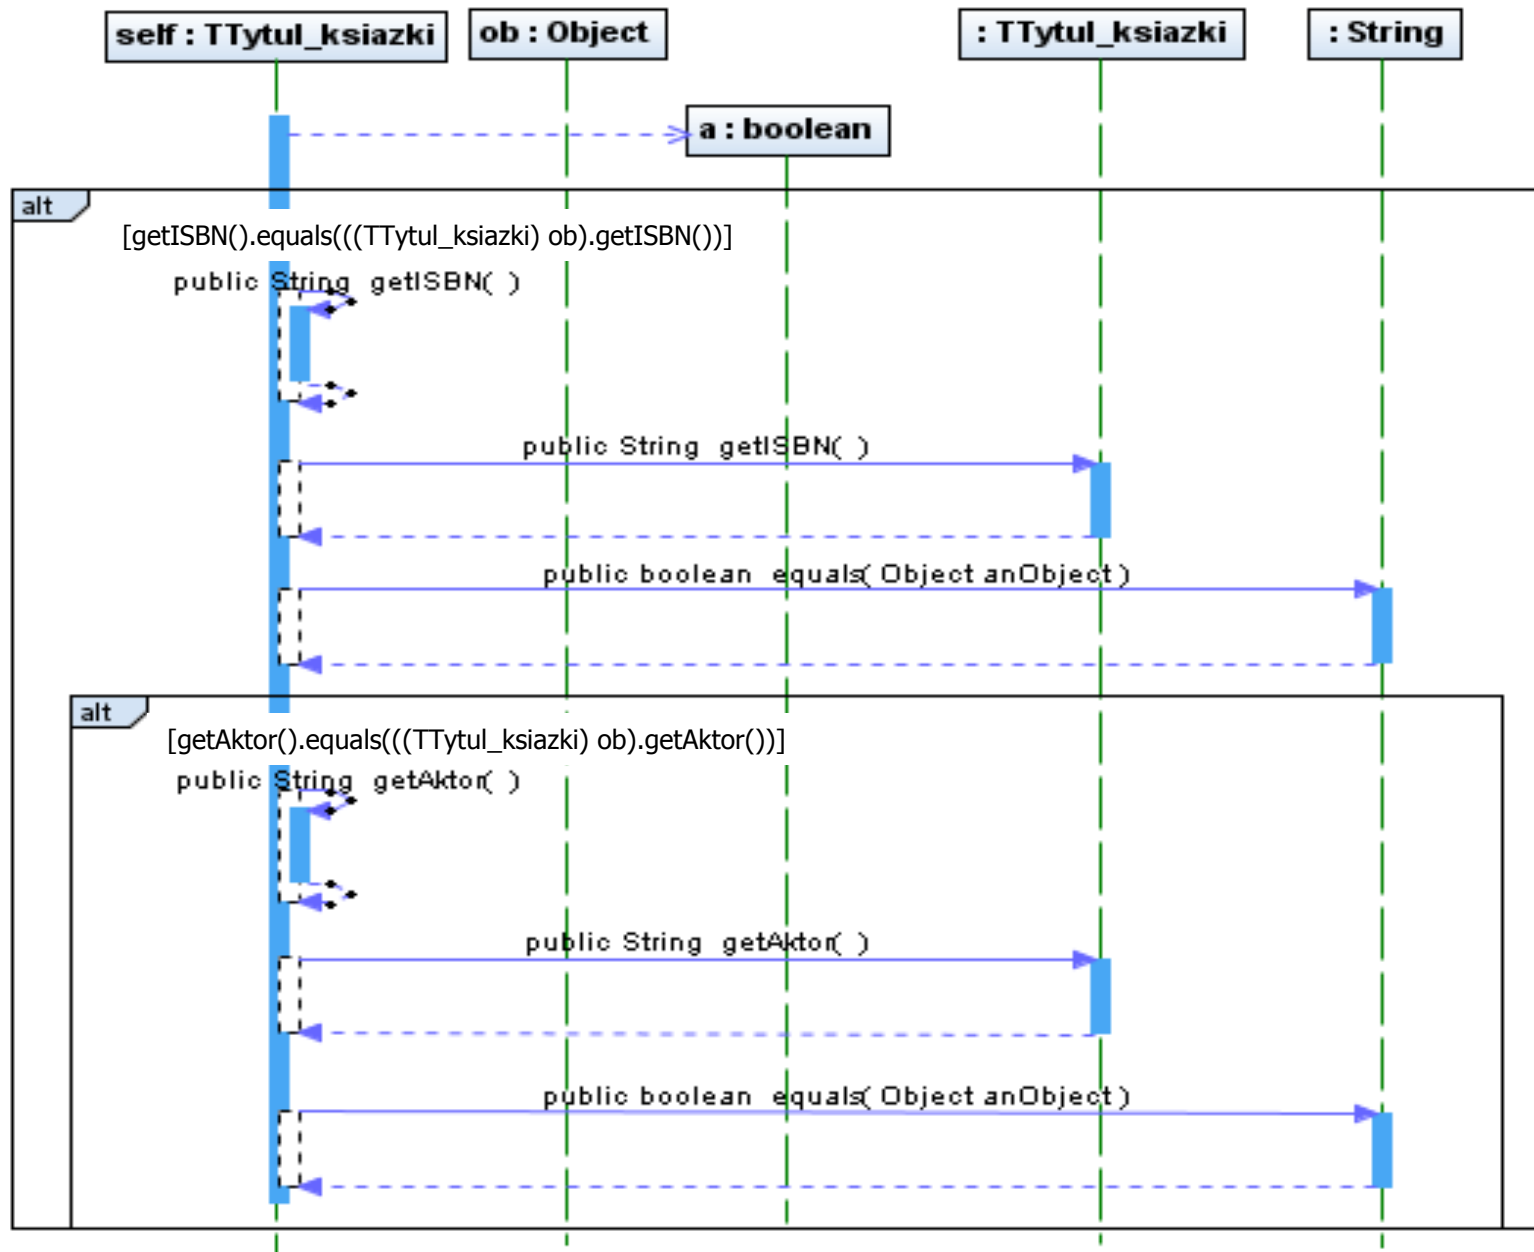 self : TTytul_ksiazki
ob : Object
: TTytul_ksiazki
: String
a : boolean
alt
[getISBN().equals(((TTytul_ksiazki) ob).getISBN())]
public String getISBN( )
public String getISBN( )
public boolean equals( Object anObject )
alt
[getAktor().equals(((TTytul_ksiazki) ob).getAktor())]
public String getAktor( )
public String getAktor( )
public boolean equals( Object anObject )